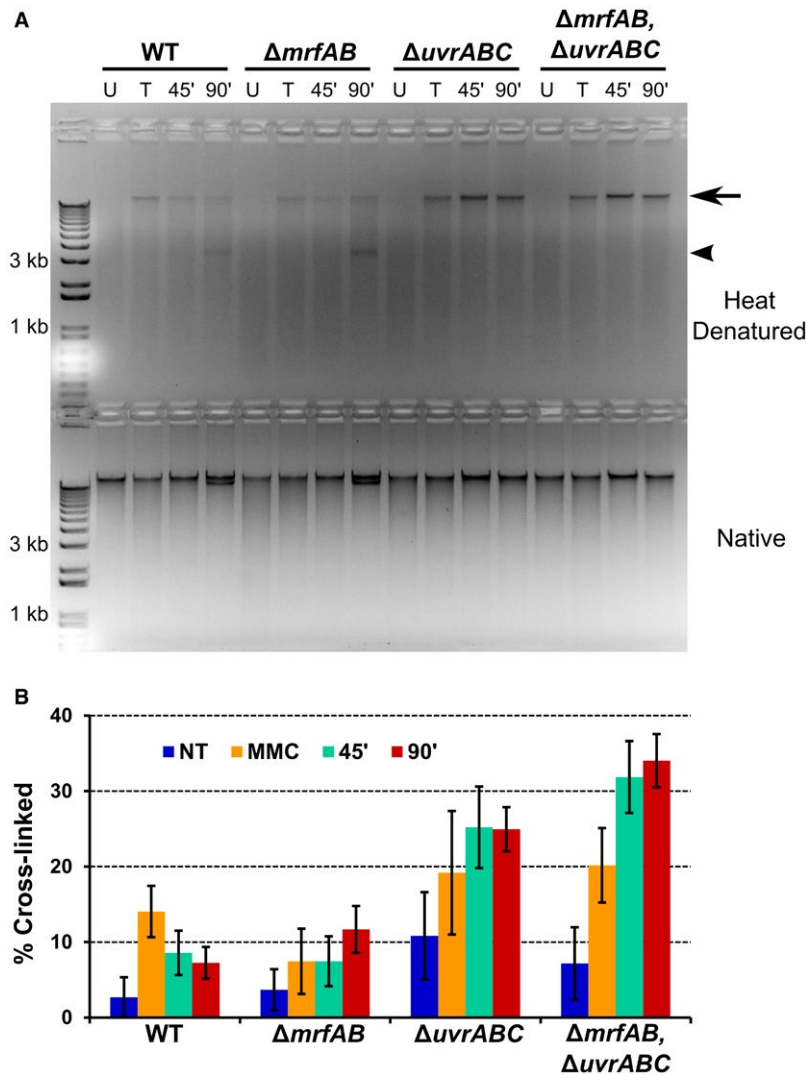 A
WT ΔmrfAB ΔuvrABC ΔmrfAB, ΔuvrABC
U T 45' 90' U T 45' 90' U T 45' 90' U T 45' 90'
3 kb
1 kb
Heat
Denatured
3 kb
Native
1 kb
B
40
NT MMC 45' 90'
30
20
10
0
% Cross-linked
WT ΔmrfAB ΔuvrABC ΔmrfAB,
ΔuvrABC